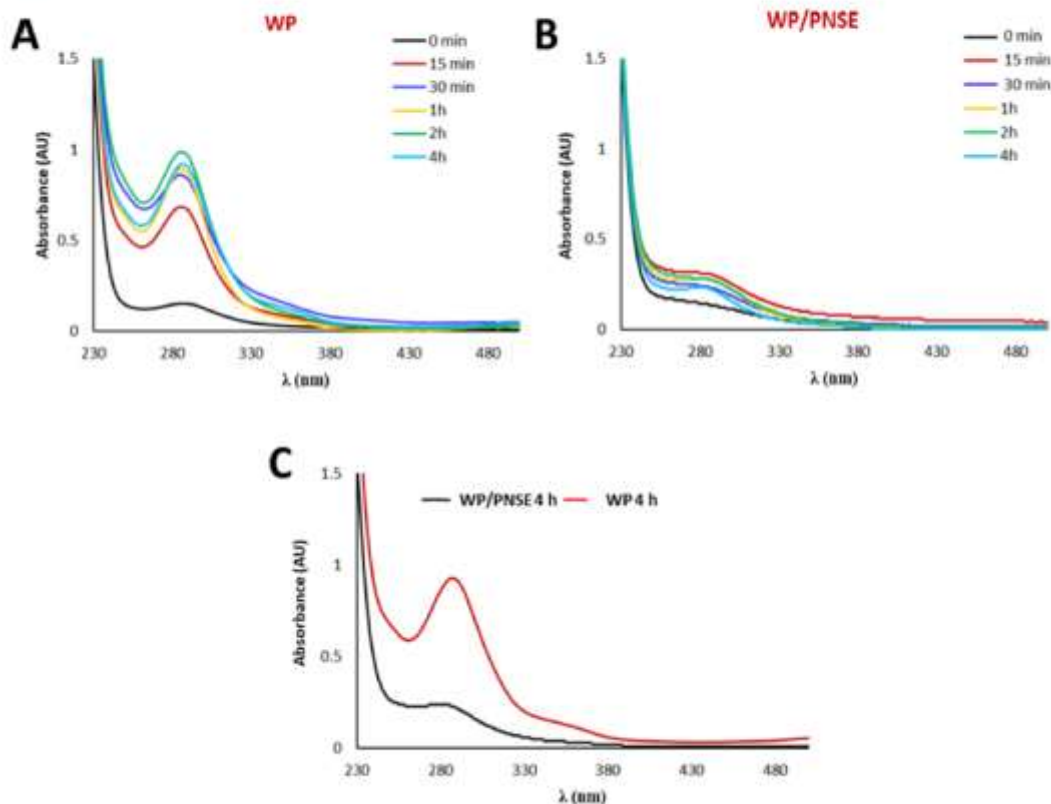 A
WP
0 min
15 min
30 min
1h
2h
4h
1.5
1
0.5
0
Absorbance (AU)
230
280
330
380
430
480
λ (nm)
B
WP/PNSE
0 min
15 min
30 min
1h
2h
4h
1.5
1
0.5
0
Absorbance (AU)
230
280
330
380
430
480
λ (nm)
C
WP/PNSE 4 h
WP 4 h
1.5
1
0.5
0
Absorbance (AU)
230
280
330
380
430
480
λ (nm)